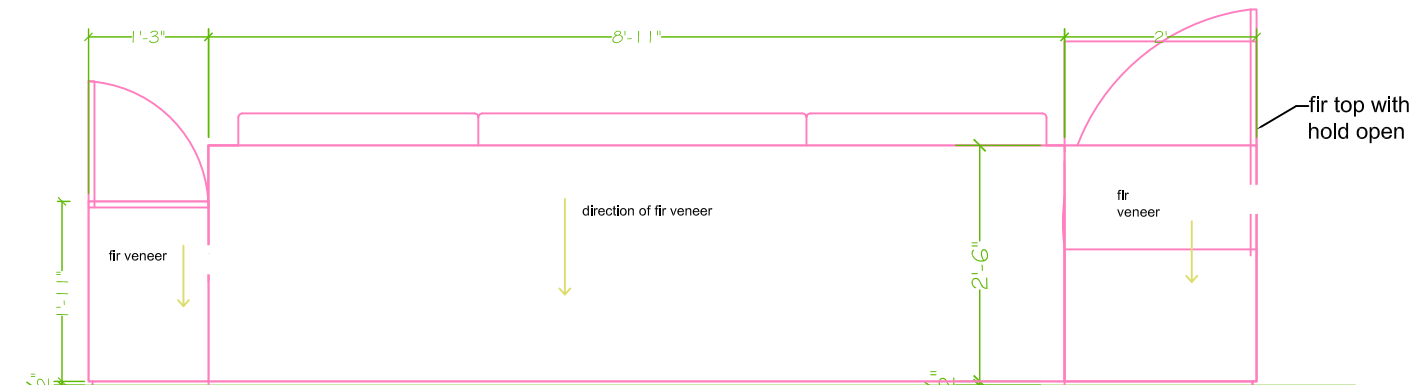 1'-3"
8'-11"
2'
fir top with
hold open
fir
veneer
direction of fir veneer
fir veneer
2'-6"
1'-11"